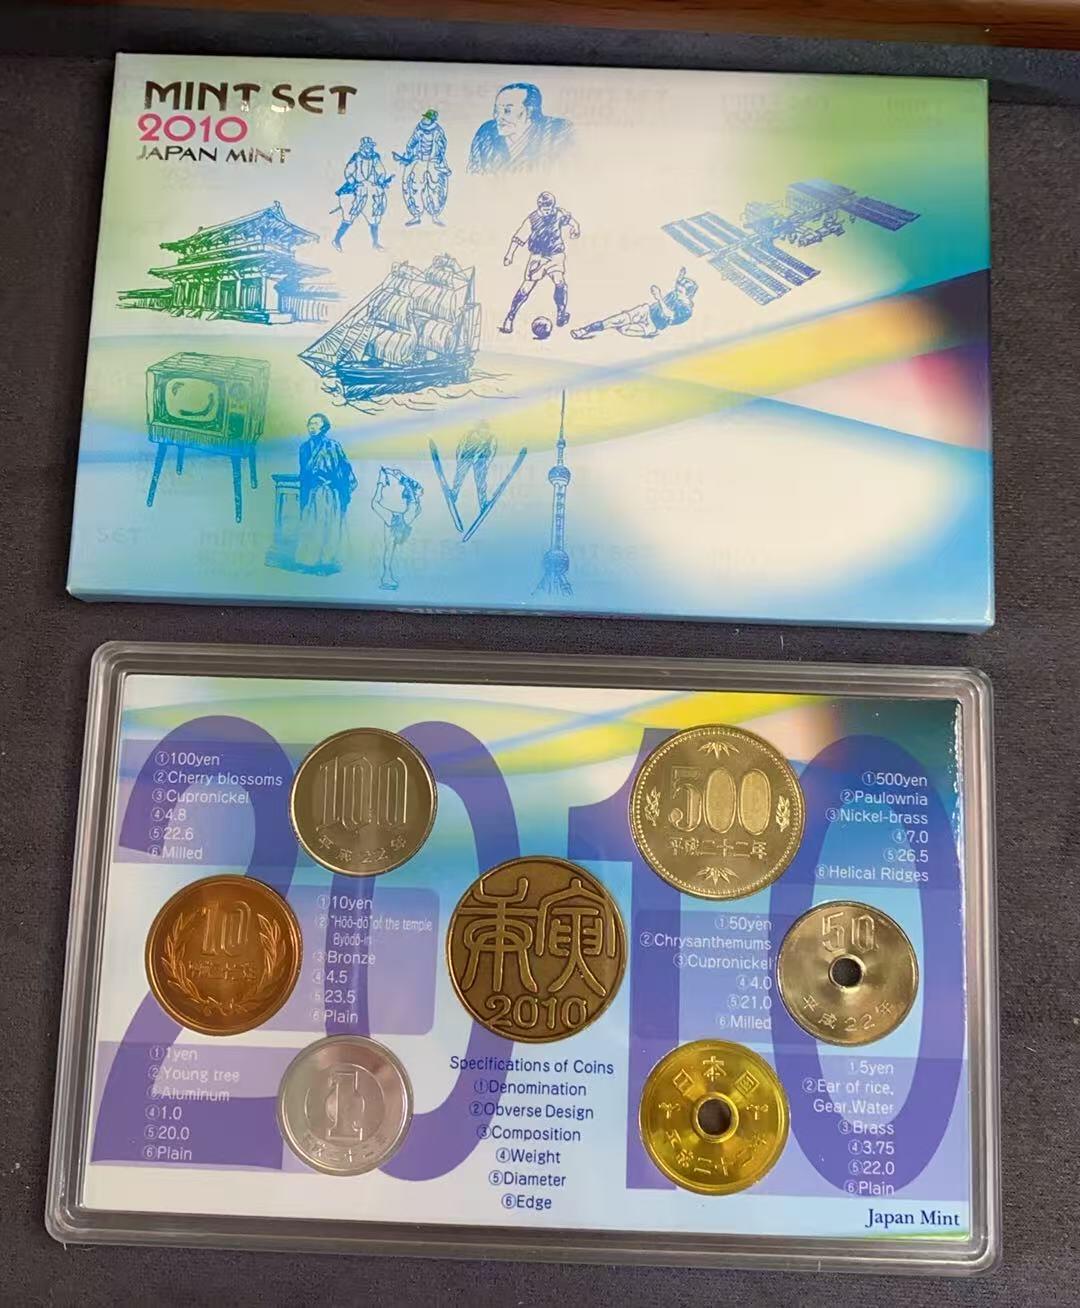 MINT SET
2010
JAPAN MINT
①100yen
②Cherry blossoms
③Cupronickel
④4.8
⑤22.6
⑥Milled
100
平成22年
500
平成二十二年
①500yen
②Paulownia
③Nickel-brass
④7.0
⑤26.5
⑥Helical Ridges
10
①10yen
②"Hōō-dō"of the temple
Byōdō-in
③Bronze
④4.5
⑤23.5
⑥Plain
2010
①50yen
②Chrysanthemums
③Cupronickel
④4.0
⑤21.0
⑥Milled
50
平成22年
①1yen
②Young tree
③Aluminum
④1.0
⑤20.0
⑥Plain
1
Specifications of Coins
①Denomination
②Obverse Design
③Composition
④Weight
⑤Diameter
⑥Edge
日本国
平成二十二年
①5yen
②Ear of rice,
Gear,Water
③Brass
④3.75
⑤22.0
⑥Plain
2010
Japan Mint